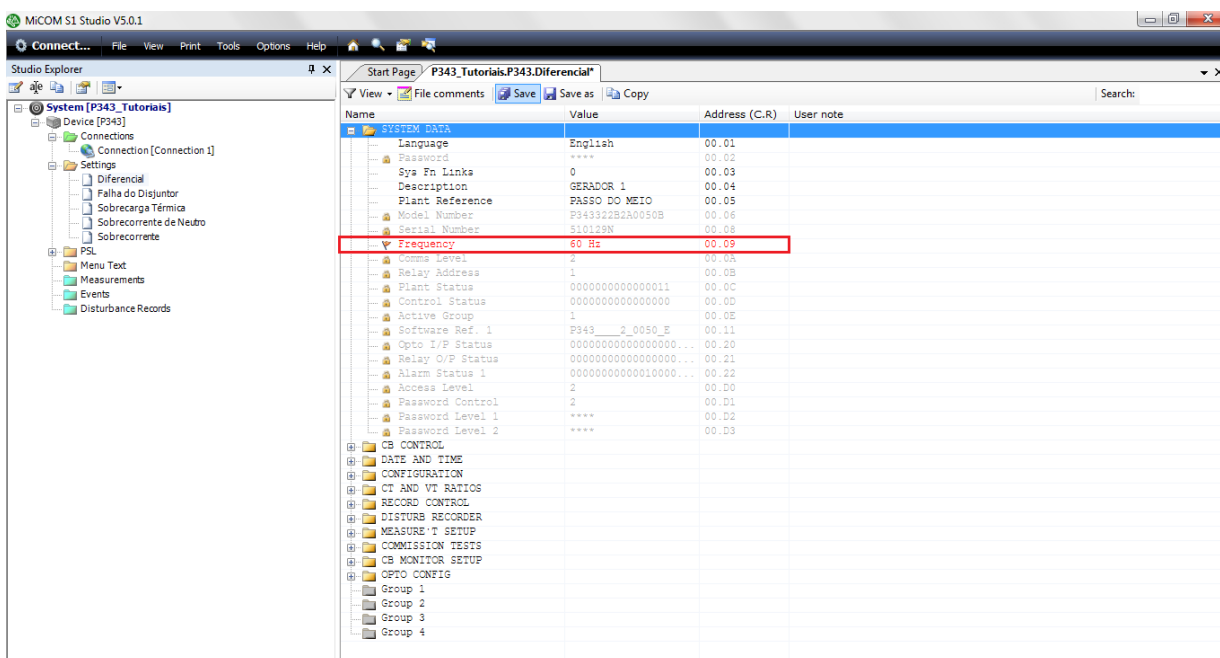 MiCOM S1 Studio V5.0.1
Connect... File View Print Tools Options Help
Studio Explorer
System [P343_Tutoriais]
Device [P343]
Connections
Connection [Connection 1]
Settings
Diferencial
Falha do Disjuntor
Sobrecarga Térmica
Sobrecorrente de Neutro
Sobrecorrente
PSL
Menu Text
Measurements
Events
Disturbance Records
Start Page P343_Tutoriais.P343.Diferencial*
View File comments Save Save as Copy Search:
Name Value Address (C.R) User note
SYSTEM DATA
Language English 00.01
Password **** 00.02
Sys Fn Links 0 00.03
Description GERADOR 1 00.04
Plant Reference PASSO DO MEIO 00.05
Model Number P343322B2A0050B 00.06
Serial Number 510129N 00.08
Frequency 60 Hz 00.09
Comms Level 2 00.0A
Relay Address 1 00.0B
Plant Status 0000000000000011 00.0C
Control Status 0000000000000000 00.0D
Active Group 1 00.0E
Software Ref. 1 P343____2_0050_E 00.11
Opto I/P Status 00000000000000000... 00.20
Relay O/P Status 00000000000000000... 00.21
Alarm Status 1 00000000000010000... 00.22
Access Level 2 00.D0
Password Control 2 00.D1
Password Level 1 **** 00.D2
Password Level 2 **** 00.D3
CB CONTROL
DATE AND TIME
CONFIGURATION
CT AND VT RATIOS
RECORD CONTROL
DISTURB RECORDER
MEASURE'T SETUP
COMMISSION TESTS
CB MONITOR SETUP
OPTO CONFIG
Group 1
Group 2
Group 3
Group 4